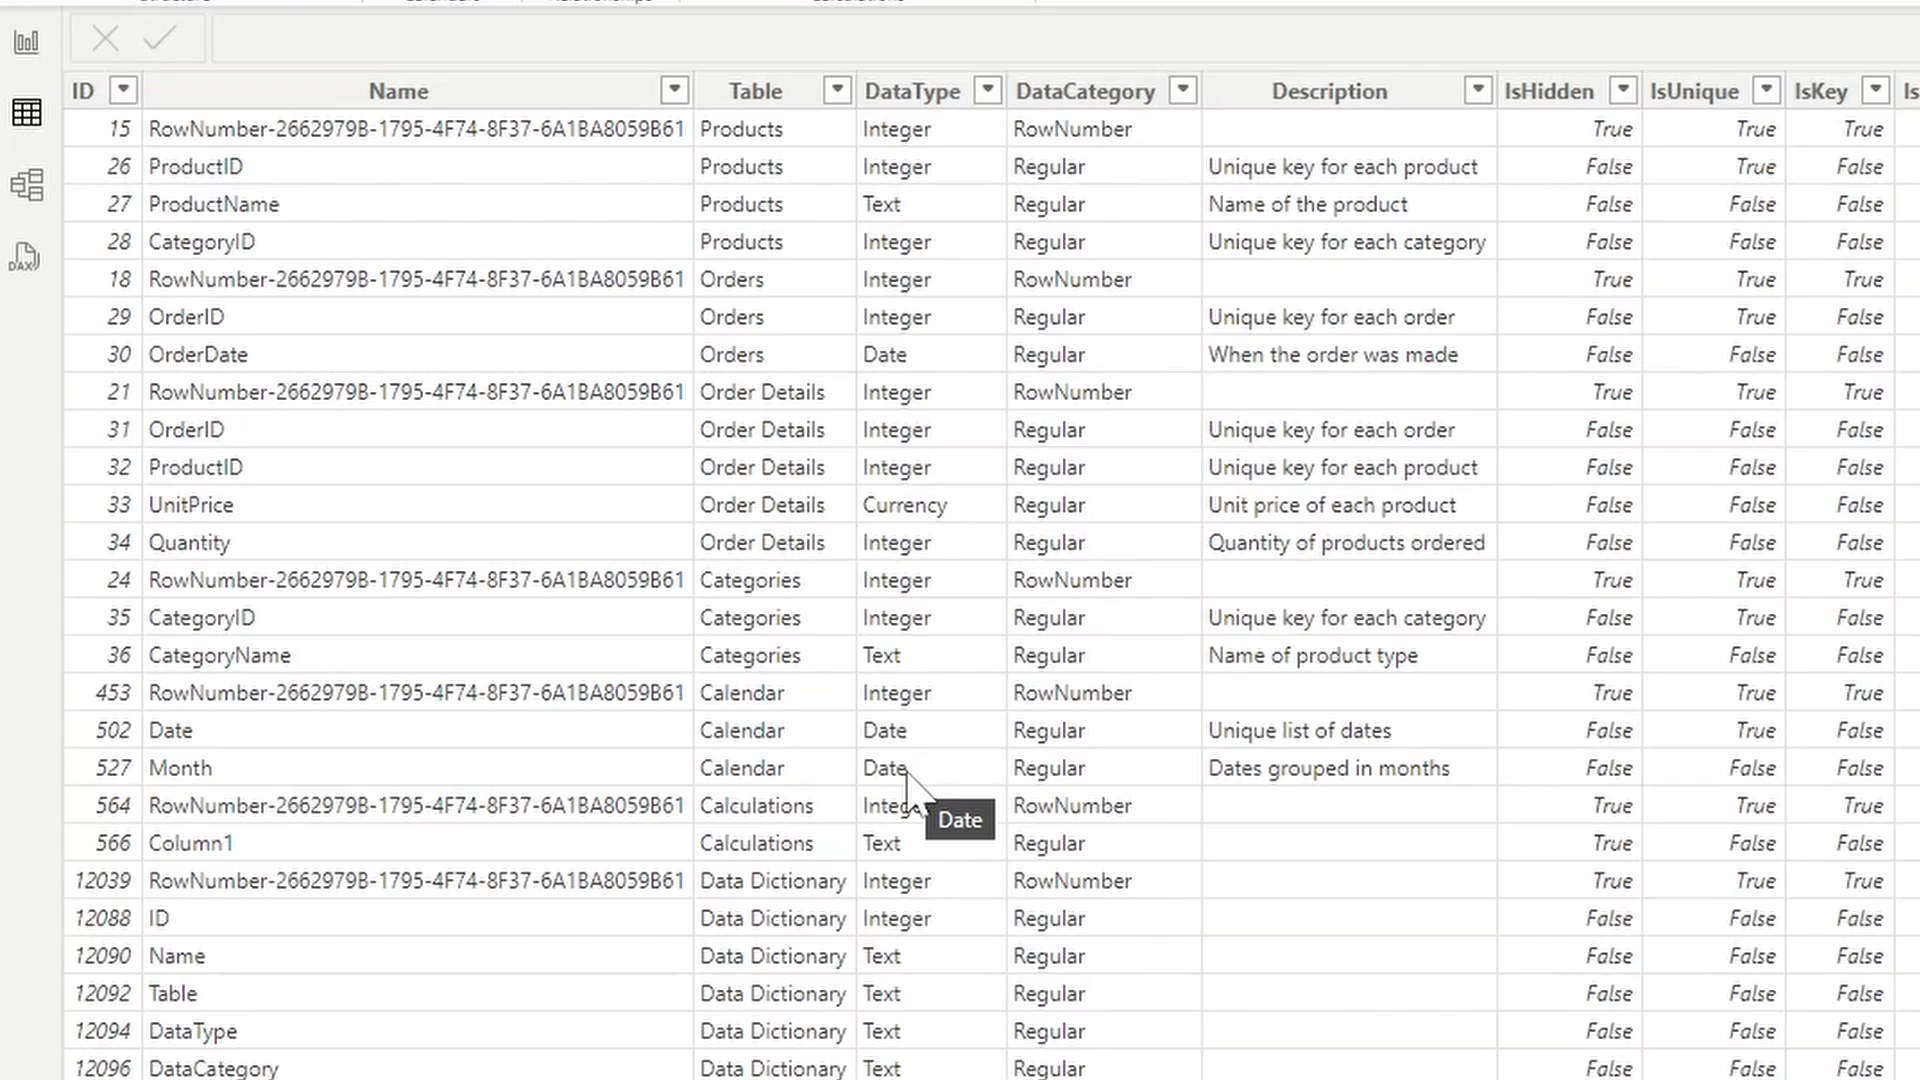 DAX
ID Name Table DataType DataCategory Description IsHidden IsUnique IsKey Is
15 RowNumber-2662979B-1795-4F74-8F37-6A1BA8059B61 Products Integer RowNumber True True True
26 ProductID Products Integer Regular Unique key for each product False True False
27 ProductName Products Text Regular Name of the product False False False
28 CategoryID Products Integer Regular Unique key for each category False False False
18 RowNumber-2662979B-1795-4F74-8F37-6A1BA8059B61 Orders Integer RowNumber True True True
29 OrderID Orders Integer Regular Unique key for each order False True False
30 OrderDate Orders Date Regular When the order was made False False False
21 RowNumber-2662979B-1795-4F74-8F37-6A1BA8059B61 Order Details Integer RowNumber True True True
31 OrderID Order Details Integer Regular Unique key for each order False False False
32 ProductID Order Details Integer Regular Unique key for each product False False False
33 UnitPrice Order Details Currency Regular Unit price of each product False False False
34 Quantity Order Details Integer Regular Quantity of products ordered False False False
24 RowNumber-2662979B-1795-4F74-8F37-6A1BA8059B61 Categories Integer RowNumber True True True
35 CategoryID Categories Integer Regular Unique key for each category False True False
36 CategoryName Categories Text Regular Name of product type False False False
453 RowNumber-2662979B-1795-4F74-8F37-6A1BA8059B61 Calendar Integer RowNumber True True True
502 Date Calendar Date Regular Unique list of dates False True False
527 Month Calendar Date Regular Dates grouped in months False False False
564 RowNumber-2662979B-1795-4F74-8F37-6A1BA8059B61 Calculations RowNumber True True True
Date
566 Column1 Calculations Text Regular True False False
12039 RowNumber-2662979B-1795-4F74-8F37-6A1BA8059B61 Data Dictionary Integer RowNumber True True True
12088 ID Data Dictionary Integer Regular False False False
12090 Name Data Dictionary Text Regular False False False
12092 Table Data Dictionary Text Regular False False False
12094 DataType Data Dictionary Text Regular False False False
12096 DataCategory Data Dictionary Text Regular False False False